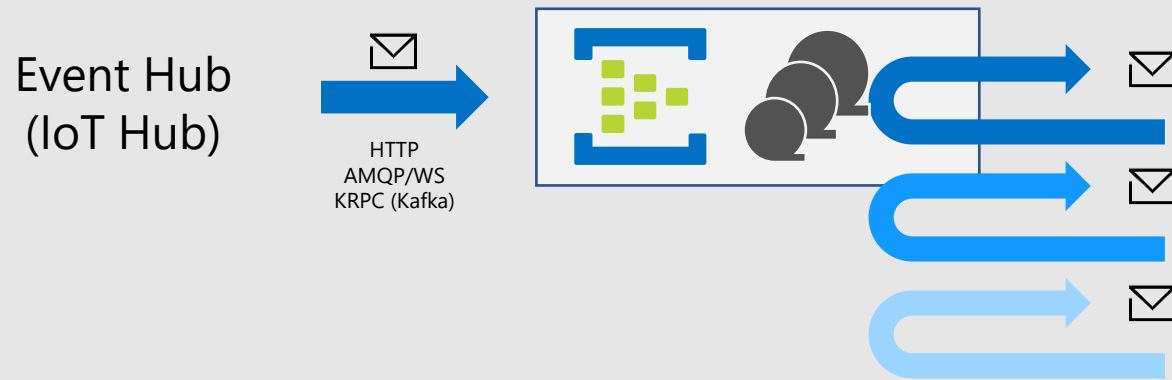 Event Hub
(IoT Hub)
HTTP
AMQP/WS
KRPC (Kafka)